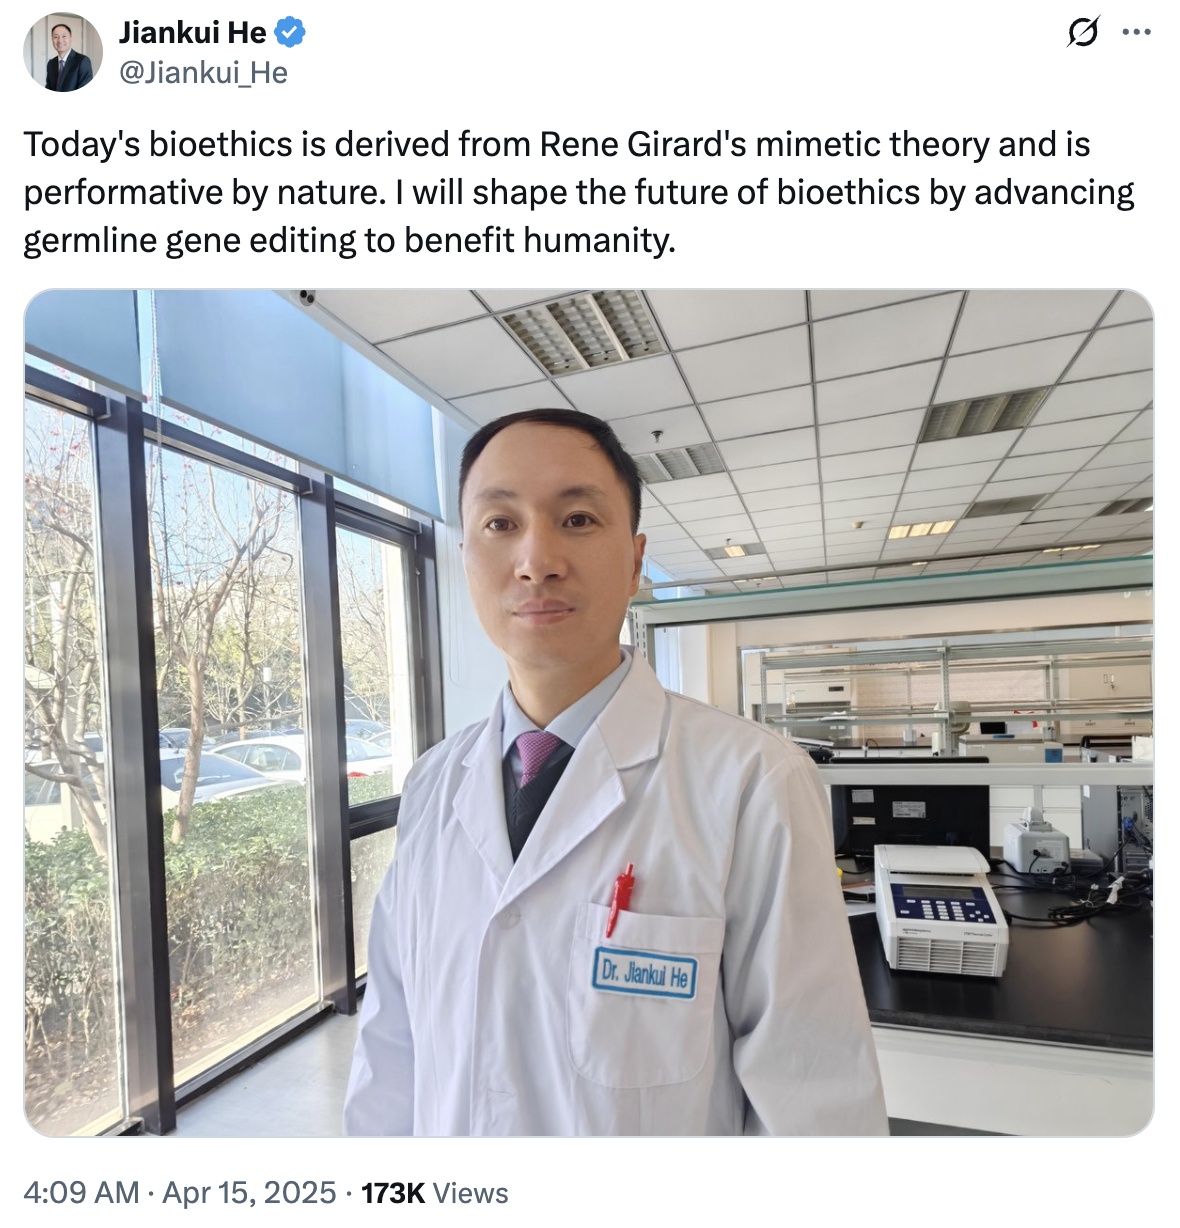 Jiankui He
@Jiankui_He
Today's bioethics is derived from Rene Girard's mimetic theory and is
performative by nature. I will shape the future of bioethics by advancing
germline gene editing to benefit humanity.
Dr. Jiankui He
4:09 AM · Apr 15, 2025 · 173K Views